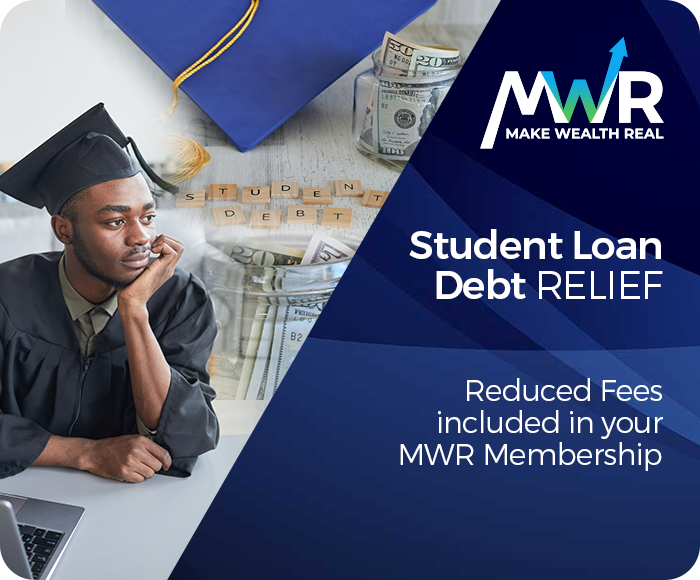 MWR
MAKE WEALTH REAL
STUDENT
DEBT
Student Loan
Debt RELIEF
Reduced Fees
included in your
MWR Membership